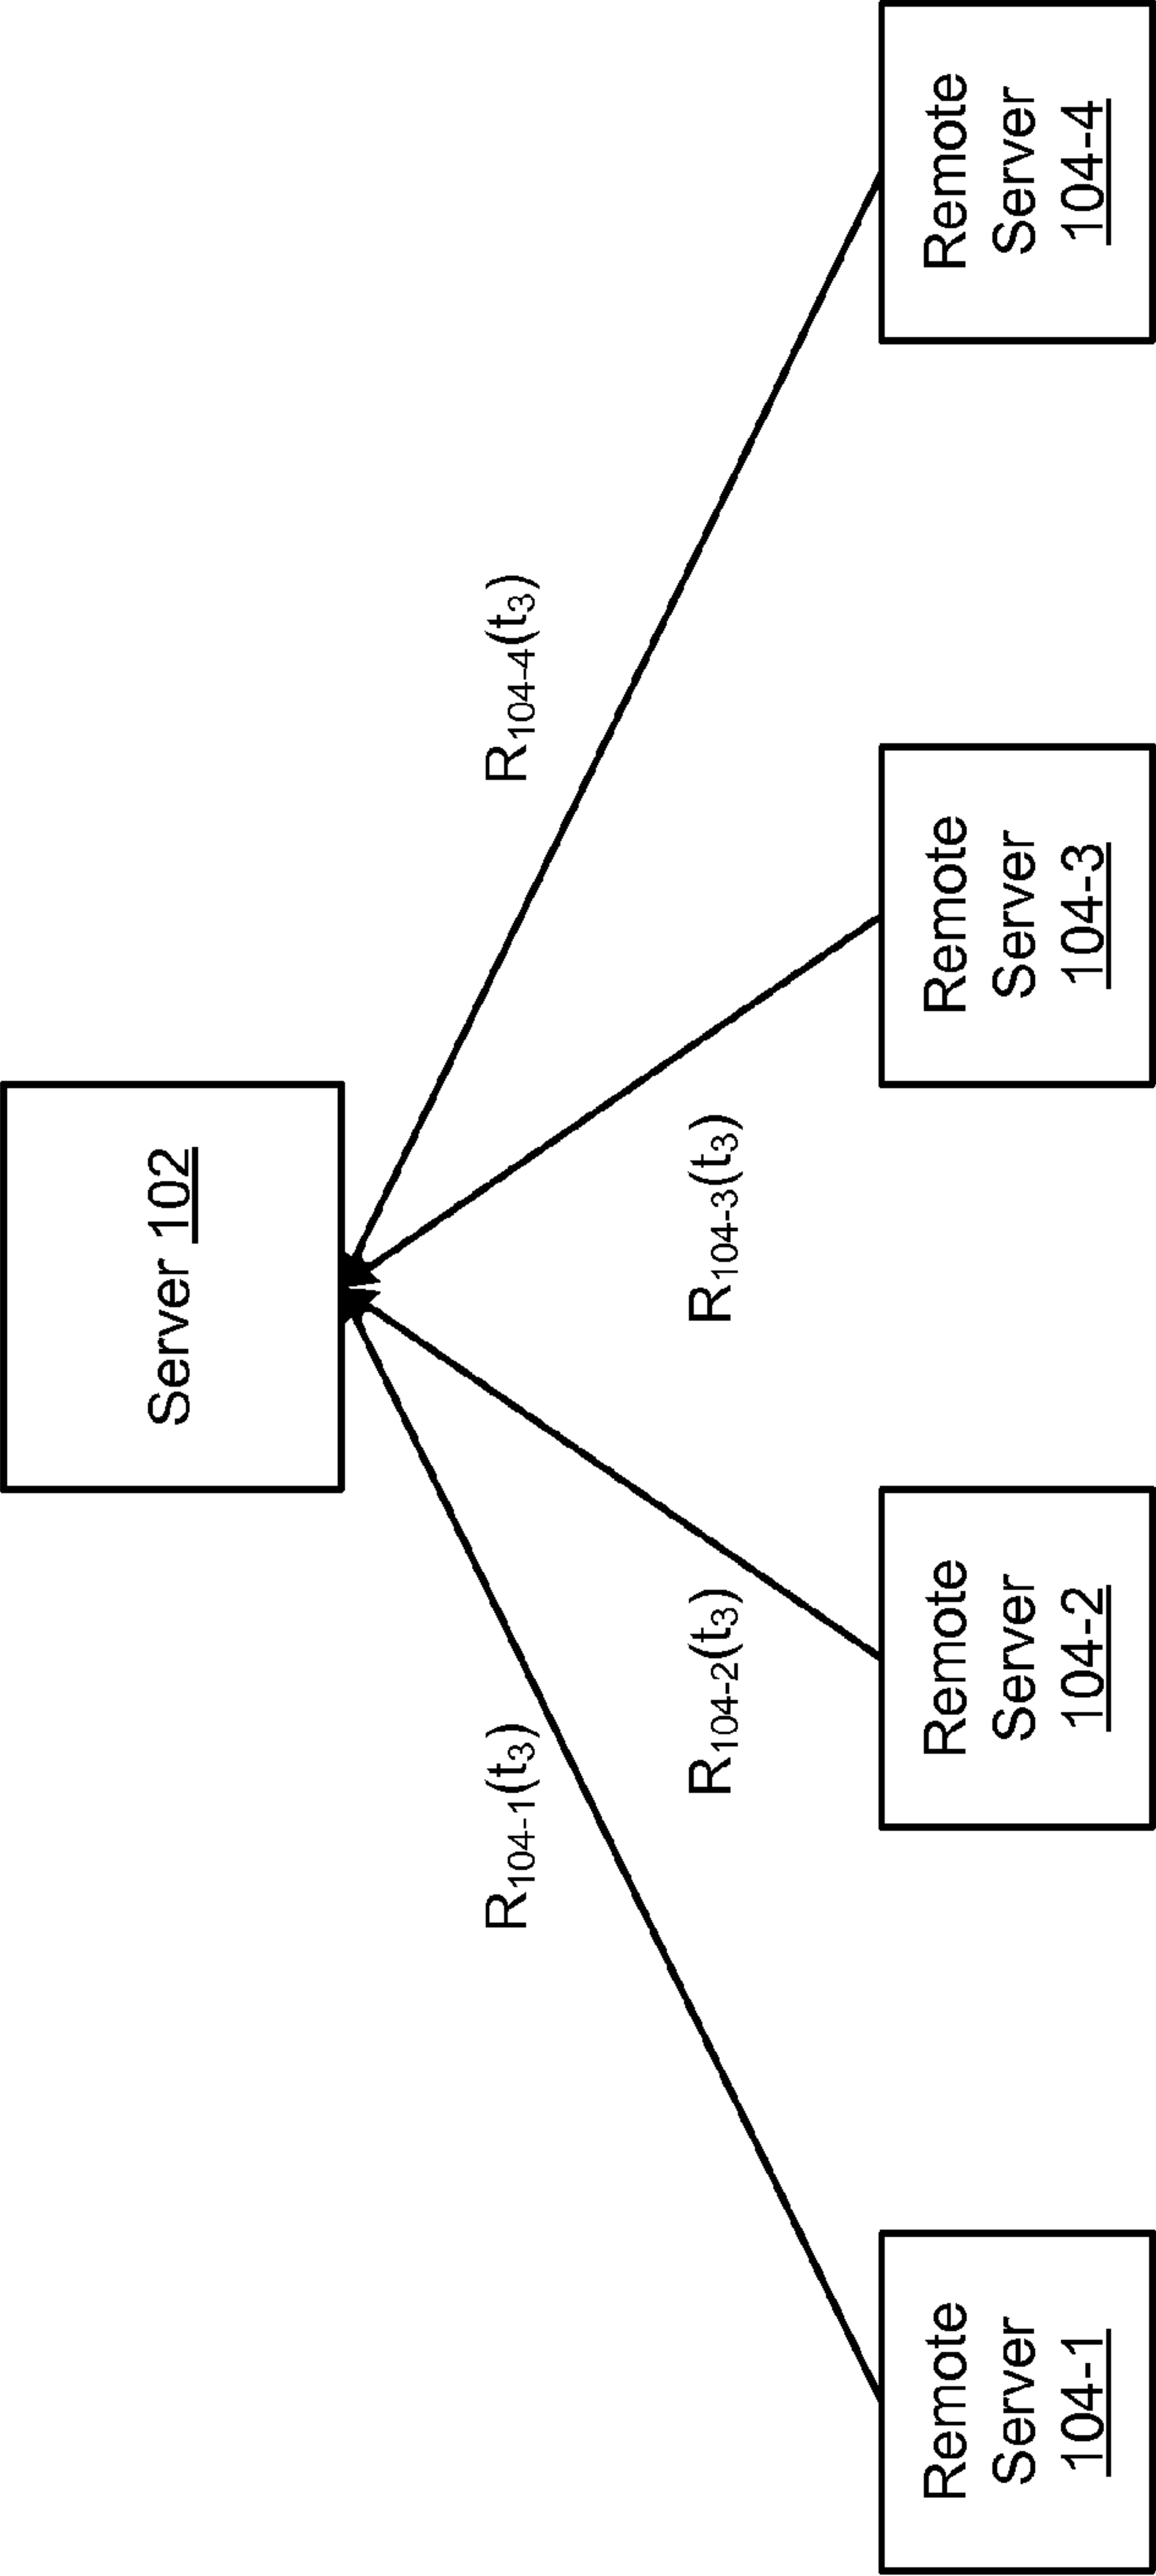 Server 102
R104-1(t3)
R104-4(t3)
R104-2(t3)
R104-3(t3)
Remote
Server
104-1
Remote
Server
104-2
Remote
Server
104-3
Remote
Server
104-4